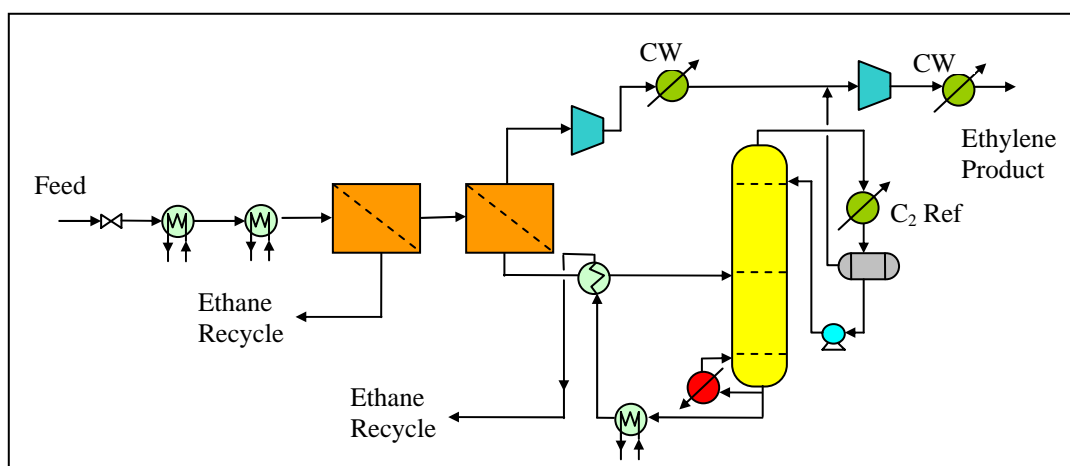 CW
CW
Ethylene
Product
Feed
C₂ Ref
Ethane
Recycle
Ethane
Recycle